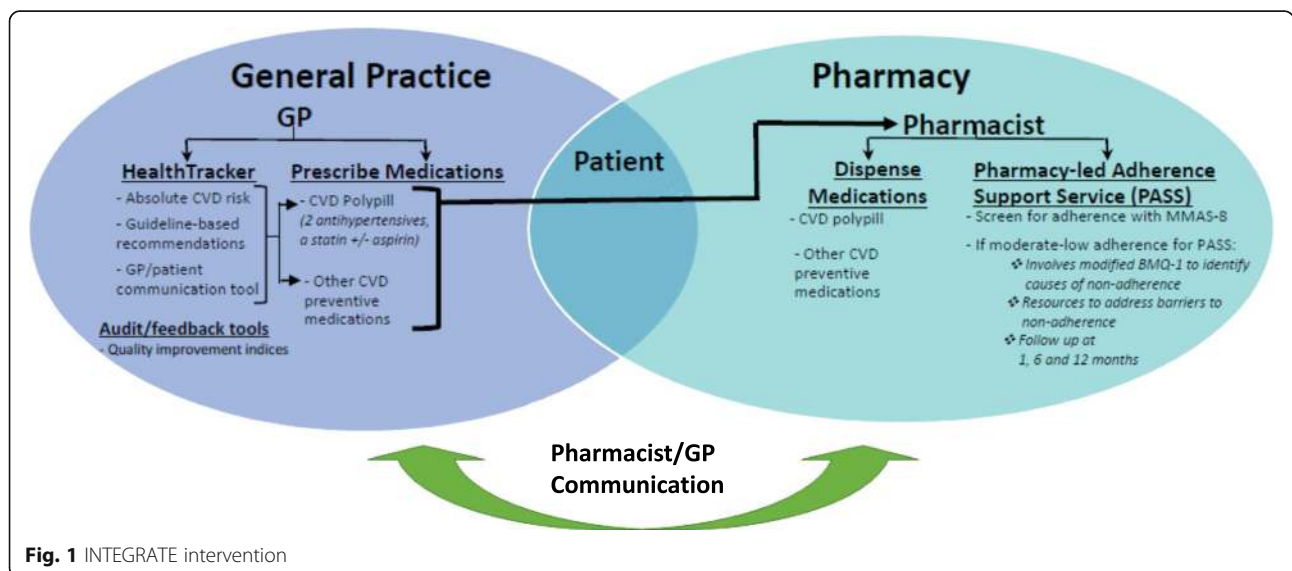 General Practice
GP
HealthTracker
- Absolute CVD risk
- Guideline-based
recommendations
- GP/patient
communication tool
Audit/feedback tools
- Quality improvement indices
Prescribe Medications
- CVD Polypill
(2 antihypertensives,
a statin +/- aspirin)
- Other CVD
preventive
medications
Patient
Pharmacy
Pharmacist
Dispense
Medications
- CVD polypill
- Other CVD
preventive
medications
Pharmacy-led Adherence
Support Service (PASS)
- Screen for adherence with MMAS-8
- If moderate-low adherence for PASS:
❖ Involves modified BMQ-1 to identify
causes of non-adherence
❖ Resources to address barriers to
non-adherence
❖ Follow up at
1, 6 and 12 months
Pharmacist/GP
Communication
Fig. 1 INTEGRATE intervention